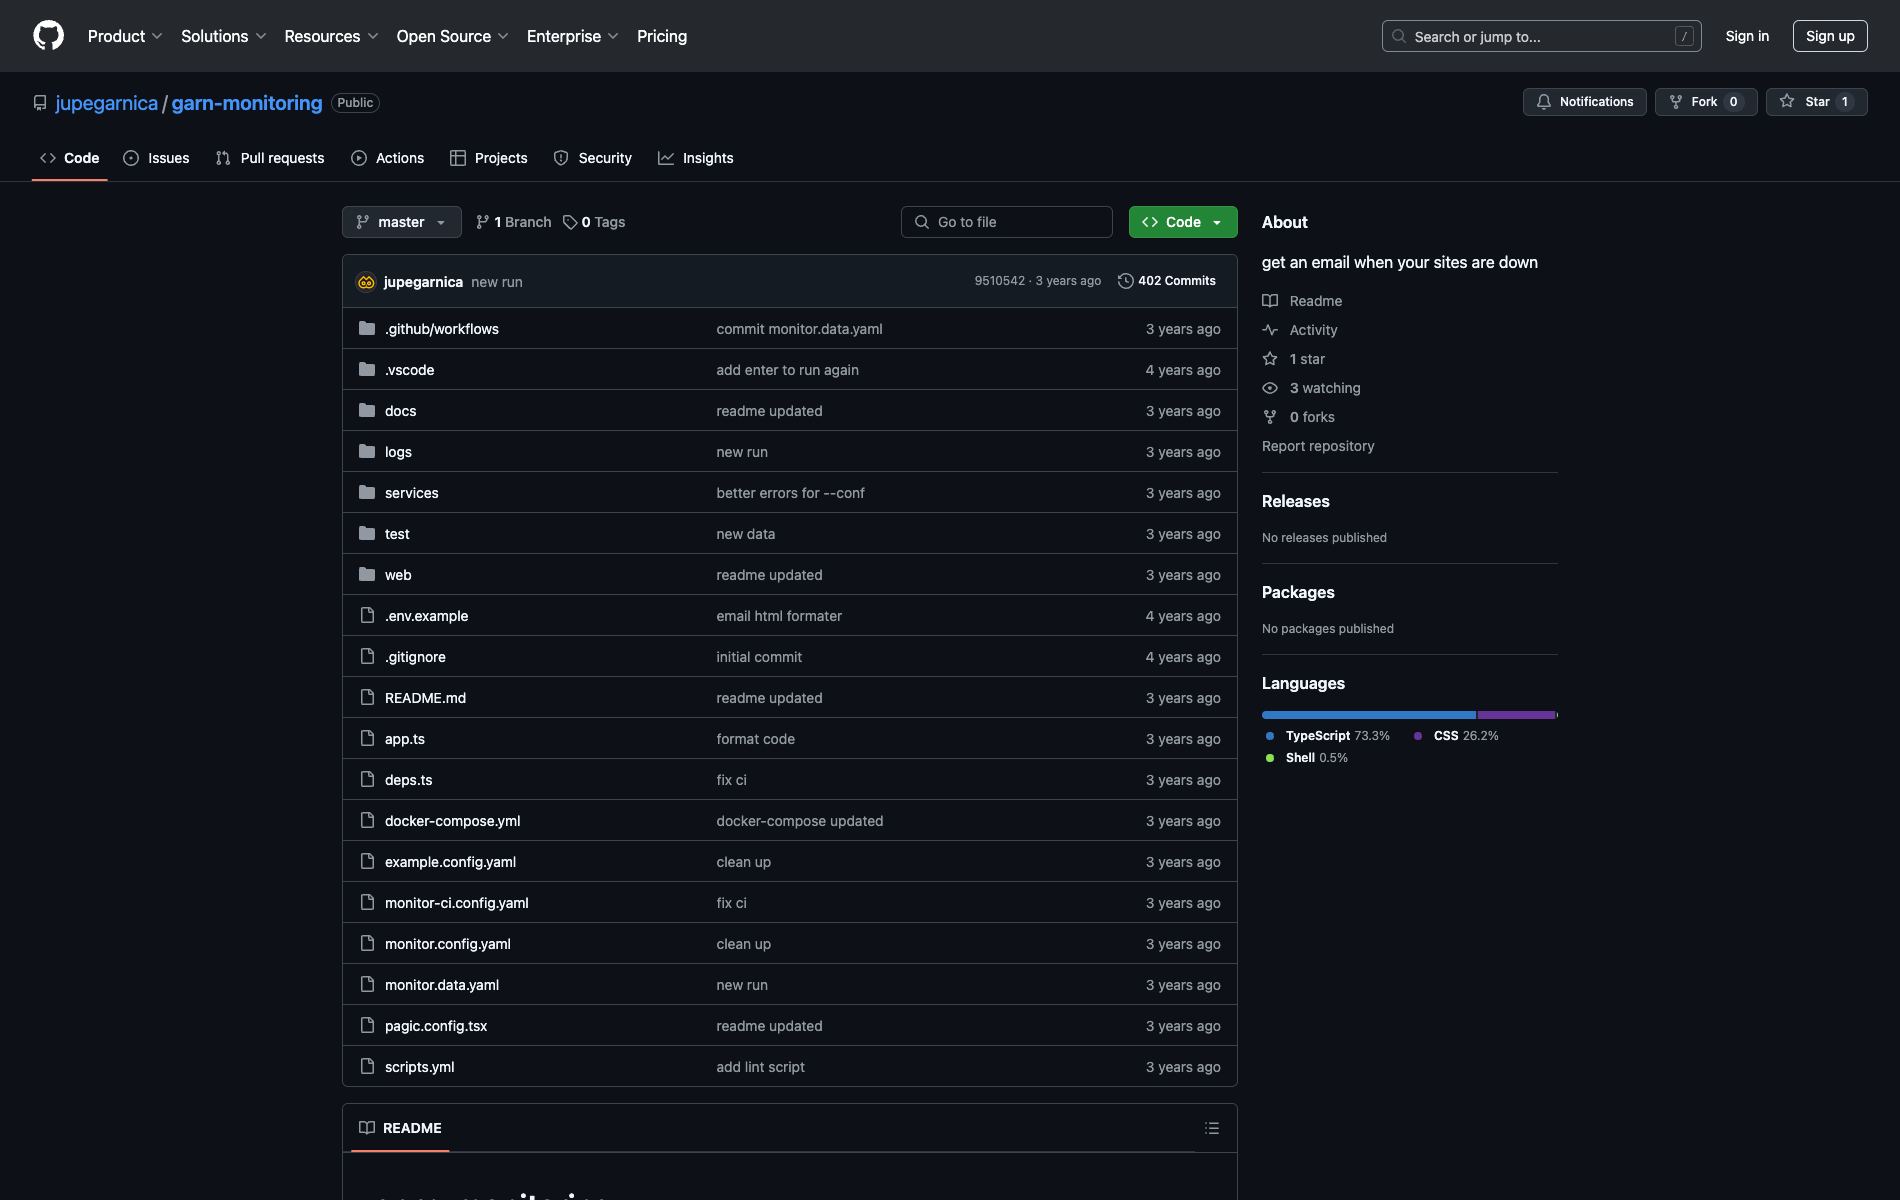 Product Solutions Resources Open Source Enterprise Pricing Search or jump to... / Sign in Sign up
jupegarnica / garn-monitoring Public Notifications Fork 0 Star 1
Code Issues Pull requests Actions Projects Security Insights
master 1 Branch 0 Tags Go to file Code
jupegarnica new run 9510542 · 3 years ago 402 Commits
.github/workflows commit monitor.data.yaml 3 years ago
.vscode add enter to run again 4 years ago
docs readme updated 3 years ago
logs new run 3 years ago
services better errors for --conf 3 years ago
test new data 3 years ago
web readme updated 3 years ago
.env.example email html formater 4 years ago
.gitignore initial commit 4 years ago
README.md readme updated 3 years ago
app.ts format code 3 years ago
deps.ts fix ci 3 years ago
docker-compose.yml docker-compose updated 3 years ago
example.config.yaml clean up 3 years ago
monitor-ci.config.yaml fix ci 3 years ago
monitor.config.yaml clean up 3 years ago
monitor.data.yaml new run 3 years ago
pagic.config.tsx readme updated 3 years ago
scripts.yml add lint script 3 years ago
README
About
get an email when your sites are down
Readme
Activity
1 star
3 watching
0 forks
Report repository
Releases
No releases published
Packages
No packages published
Languages
TypeScript 73.3% CSS 26.2%
Shell 0.5%